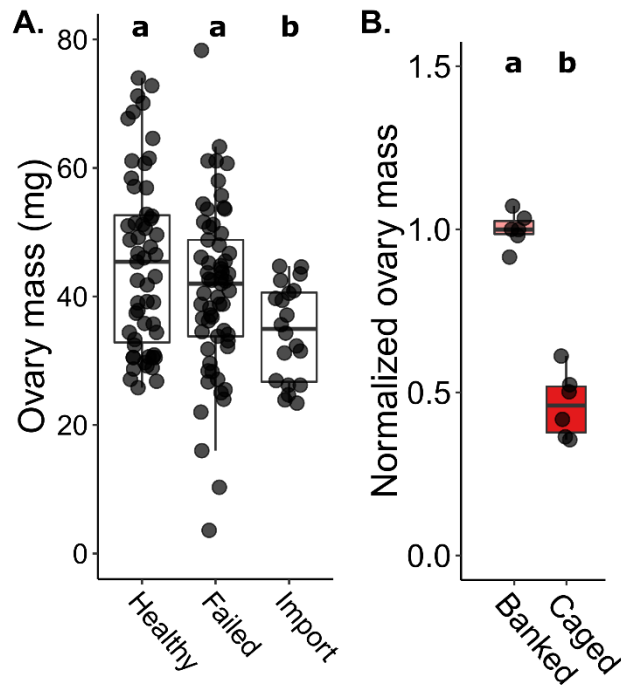 A.
a a b
80
60
40
20
0
Ovary mass (mg)
Healthy
Failed
Import
B.
a b
1.5
1.0
0.5
0.0
Normalized ovary mass
Banked
Caged